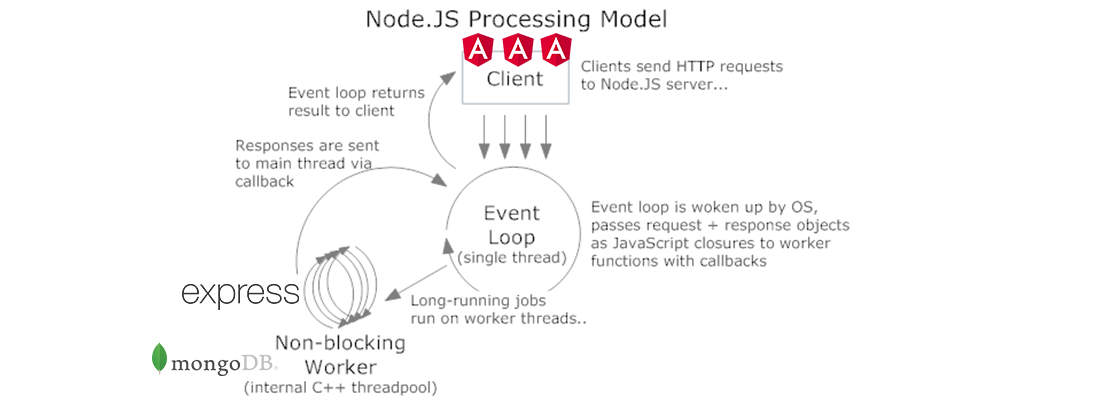 Node.JS Processing Model
A A A
Client
Clients send HTTP requests
to Node.JS server...
Event loop returns
result to client
Responses are sent
to main thread via
callback
Event
Loop
(single thread)
Event loop is woken up by OS,
passes request + response objects
as JavaScript closures to worker
functions with callbacks
express
Long-running jobs
run on worker threads..
Non-blocking
Worker
(internal C++ threadpool)
mongoDB.